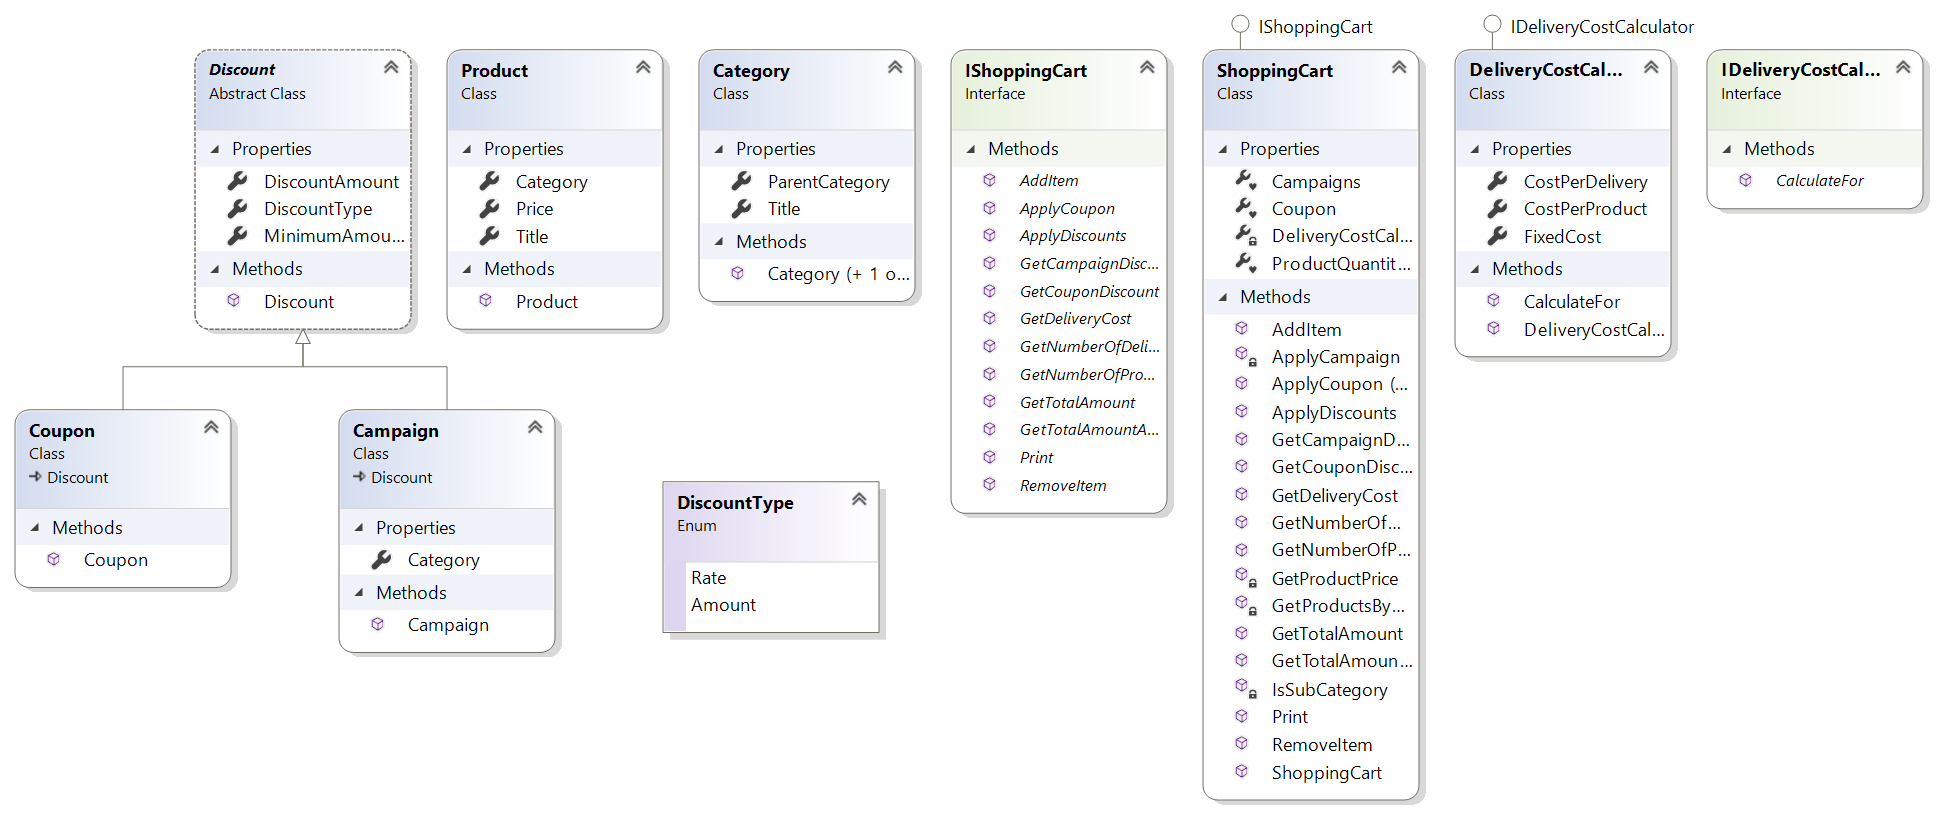 IShoppingCart
IDeliveryCostCalculator
Discount
Abstract Class
Properties
DiscountAmount
DiscountType
MinimumAmou...
Methods
Discount
Product
Class
Properties
Category
Price
Title
Methods
Product
Category
Class
Properties
ParentCategory
Title
Methods
Category (+ 1 o...
IShoppingCart
Interface
Methods
AddItem
ApplyCoupon
ApplyDiscounts
GetCampaignDisc...
GetCouponDiscount
GetDeliveryCost
GetNumberOfDeli...
GetNumberOfPro...
GetTotalAmount
GetTotalAmountA...
Print
RemoveItem
ShoppingCart
Class
Properties
Campaigns
Coupon
DeliveryCostCal...
ProductQuantit...
Methods
AddItem
ApplyCampaign
ApplyCoupon (...
ApplyDiscounts
GetCampaignD...
GetCouponDisc...
GetDeliveryCost
GetNumberOf...
GetNumberOfP...
GetProductPrice
GetProductsBy...
GetTotalAmount
GetTotalAmoun...
IsSubCategory
Print
RemoveItem
ShoppingCart
DeliveryCostCal...
Class
Properties
CostPerDelivery
CostPerProduct
FixedCost
Methods
CalculateFor
DeliveryCostCal...
IDeliveryCostCal...
Interface
Methods
CalculateFor
Coupon
Class
Discount
Methods
Coupon
Campaign
Class
Discount
Properties
Category
Methods
Campaign
DiscountType
Enum
Rate
Amount